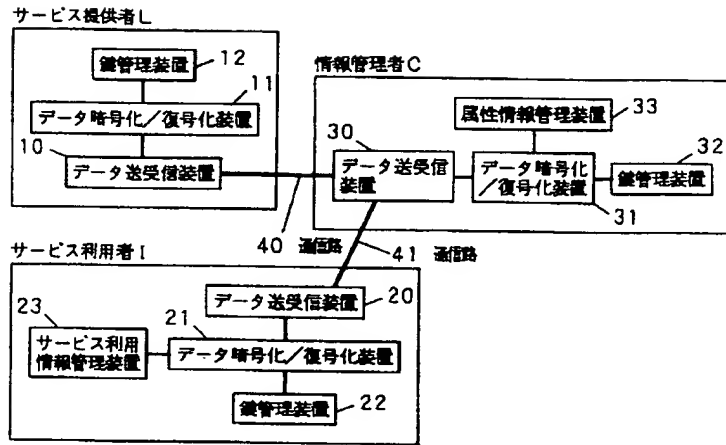 サービス提供者L
鍵管理装置
12
11
データ暗号化／復号化装置
10
データ送受信装置
情報管理者C
属性情報管理装置
33
30
データ送受信
装置
データ暗号化
／復号化装置
32
鍵管理装置
31
40 通信路
41 通信路
サービス利用者I
データ送受信装置
20
23
サービス利用
情報管理装置
21
データ暗号化／復号化装置
鍵管理装置
22